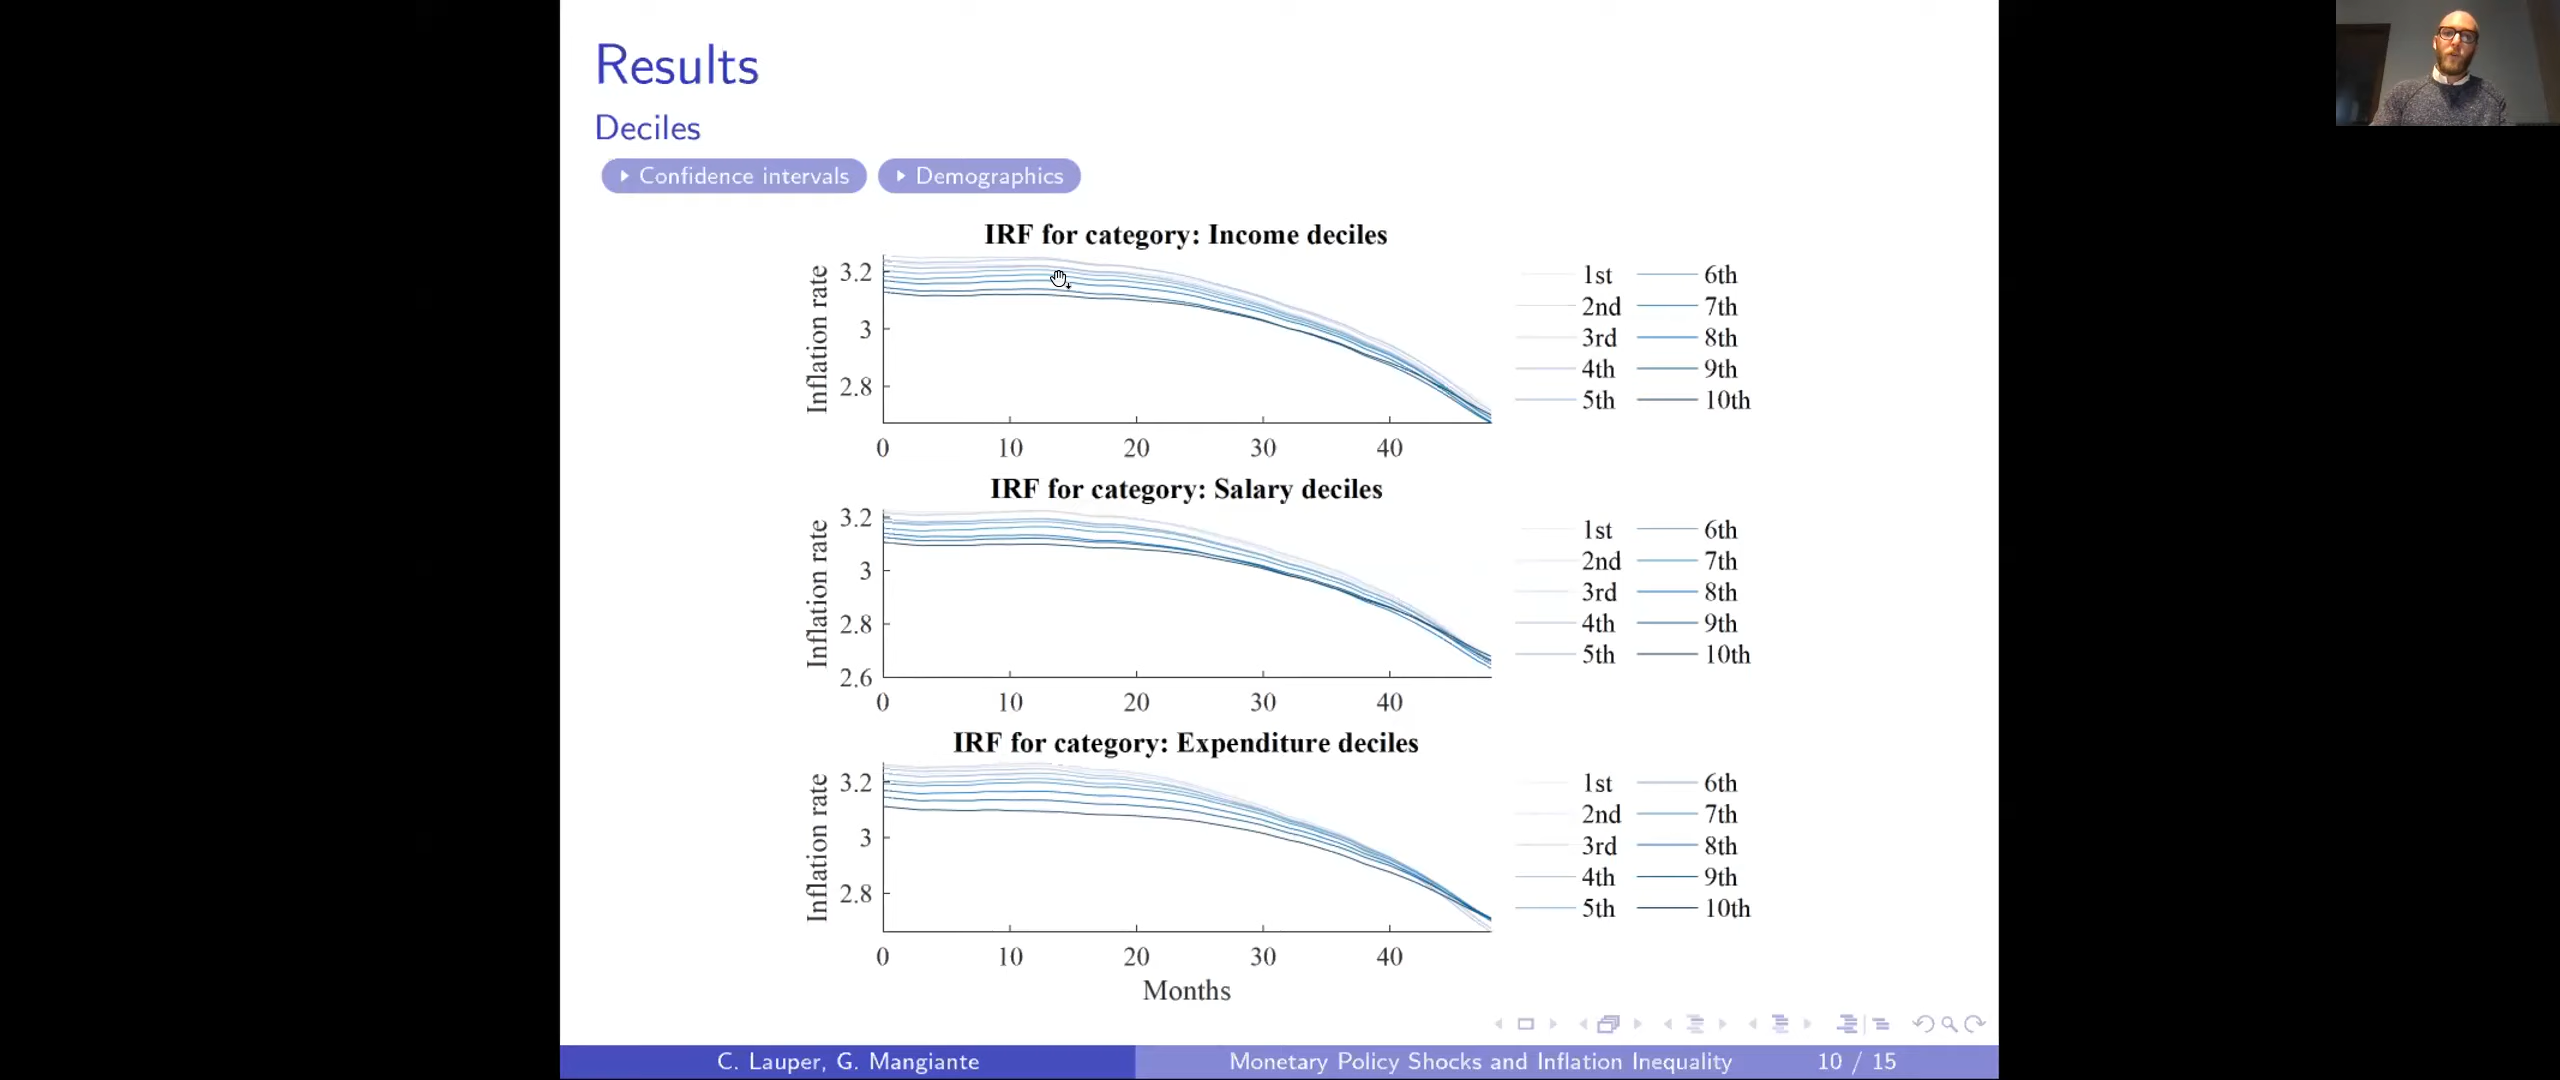 Results
Deciles
Confidence intervals Demographics
IRF for category: Income deciles
Inflation rate
3.2
3
2.8
0 10 20 30 40
1st 6th
2nd 7th
3rd 8th
4th 9th
5th 10th
IRF for category: Salary deciles
Inflation rate
3.2
3
2.8
2.6
0 10 20 30 40
1st 6th
2nd 7th
3rd 8th
4th 9th
5th 10th
IRF for category: Expenditure deciles
Inflation rate
3.2
3
2.8
0 10 20 30 40
Months
1st 6th
2nd 7th
3rd 8th
4th 9th
5th 10th
C. Lauper, G. Mangiante Monetary Policy Shocks and Inflation Inequality 10 / 15